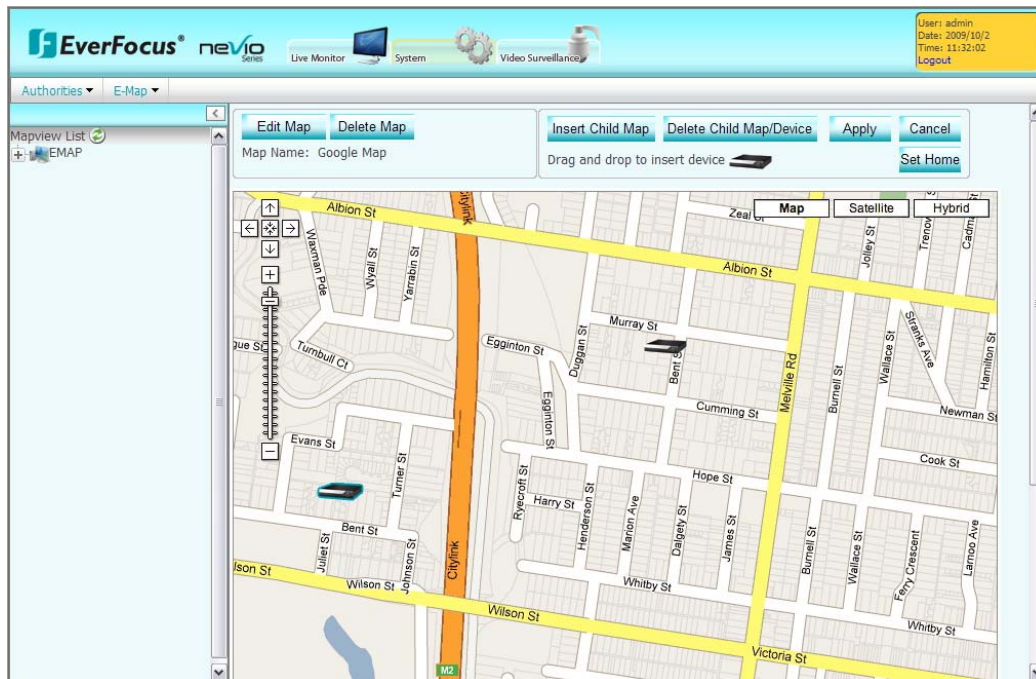 EverFocus®
nevio
Series
Live Monitor
System
Video Surveillance
User: admin
Date: 2009/10/2
Time: 11:32:02
Logout
Authorities
E-Map
Mapview List
EMAP
Edit Map
Delete Map
Map Name: Google Map
Insert Child Map
Delete Child Map/Device
Apply
Cancel
Drag and drop to insert device
Set Home
Map
Satellite
Hybrid
Albion St
Citylink
Zeal
Albion St
Jolley St
Waxman Pde
Wyall St
Yarrabin St
Turnbull Ct
Egginton St
Duggan St
Murray St
Bent St
Melville Rd
Burnell St
Wallace St
Stranks Ave
Hamilton St
Newman St
Egginton St
Cumming St
Cook St
Hope St
Evans St
Turner St
Ryecroft St
Harry St
Henderson St
Marion Ave
Dalgety St
James St
Burnell St
Wallace St
Ferry Crescent
Larnoo Ave
Bent St
Juliet St
Johnson St
Citylink
lson St
Wilson St
Whitby St
Whitby St
Wilson St
Victoria St
M2